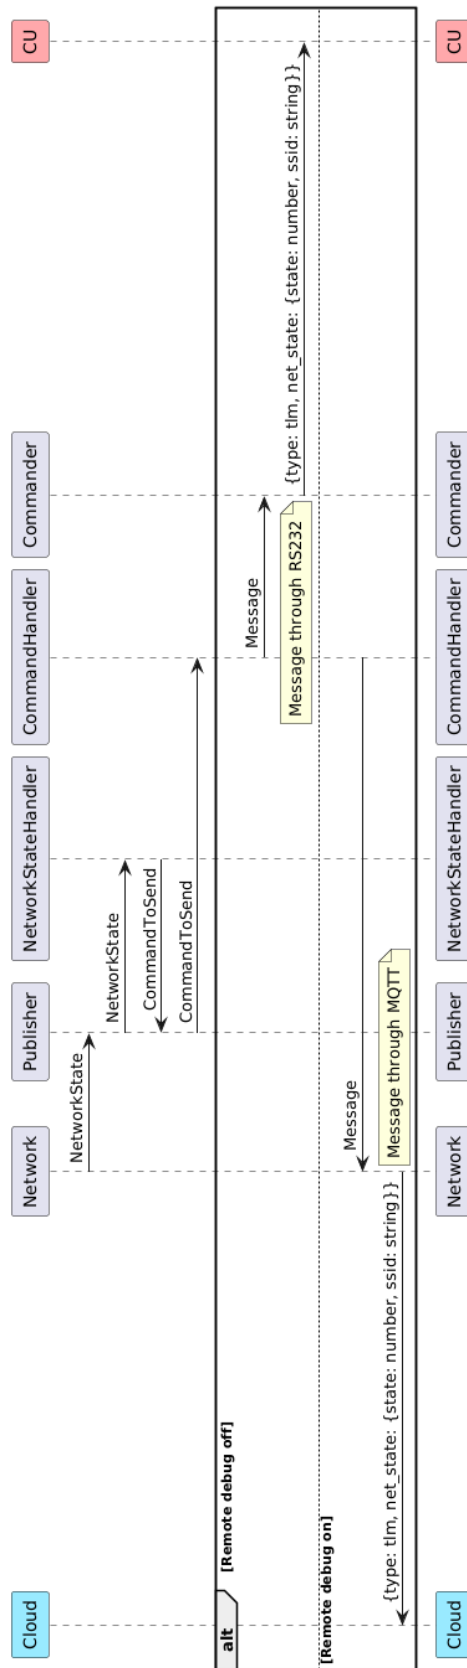 Cloud
Network
Publisher
NetworkStateHandler
CommandHandler
Commander
CU
NetworkState
NetworkState
CommandToSend
CommandToSend
alt
[Remote debug off]
Message
Message through RS232
{type: tlm, net_state: {state: number, ssid: string}}
[Remote debug on]
Message
Message through MQTT
{type: tlm, net_state: {state: number, ssid: string}}
Cloud
Network
Publisher
NetworkStateHandler
CommandHandler
Commander
CU